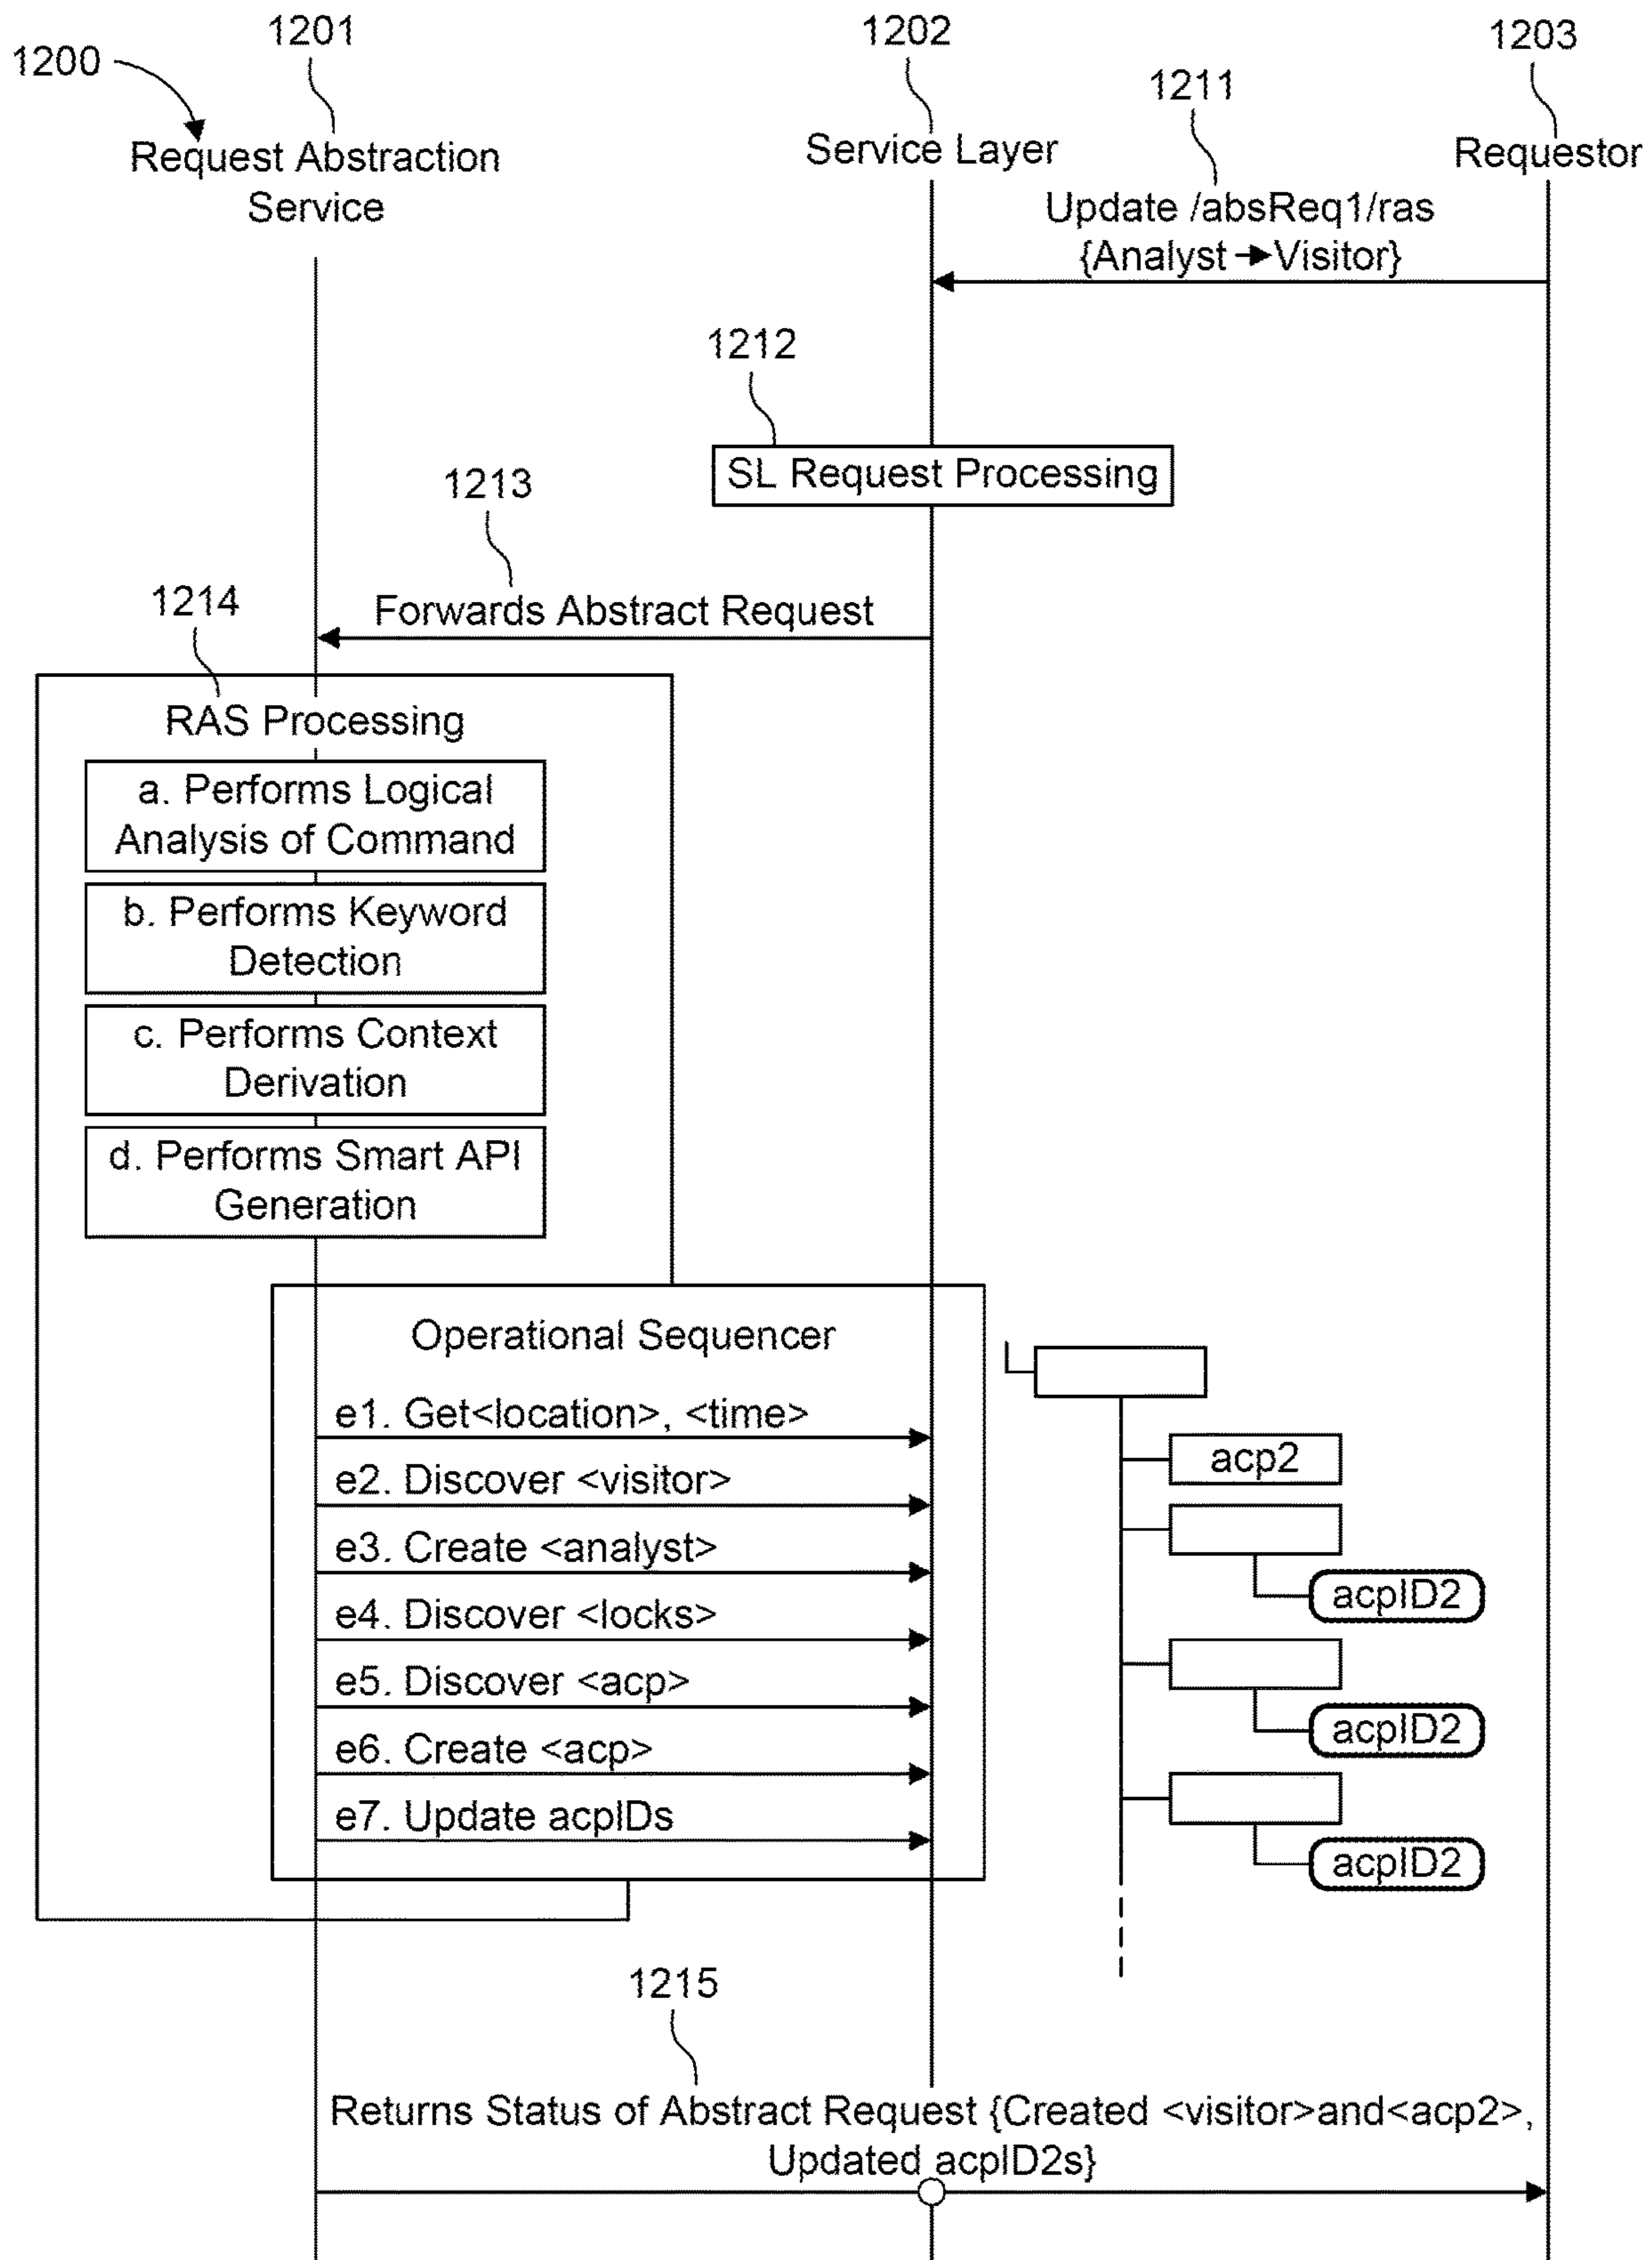 1201
1202
1203
1200
1211
Request Abstraction
Service
Service Layer
Requestor
Update /absReq1/ras
{Analyst → Visitor}
1212
SL Request Processing
1213
Forwards Abstract Request
1214
RAS Processing
a. Performs Logical
Analysis of Command
b. Performs Keyword
Detection
c. Performs Context
Derivation
d. Performs Smart API
Generation
Operational Sequencer
e1. Get<location>, <time>
e2. Discover <visitor>
e3. Create <analyst>
e4. Discover <locks>
e5. Discover <acp>
e6. Create <acp>
e7. Update acpIDs
acp2
acpID2
acpID2
acpID2
1215
Returns Status of Abstract Request {Created <visitor>and<acp2>,
Updated acpID2s}